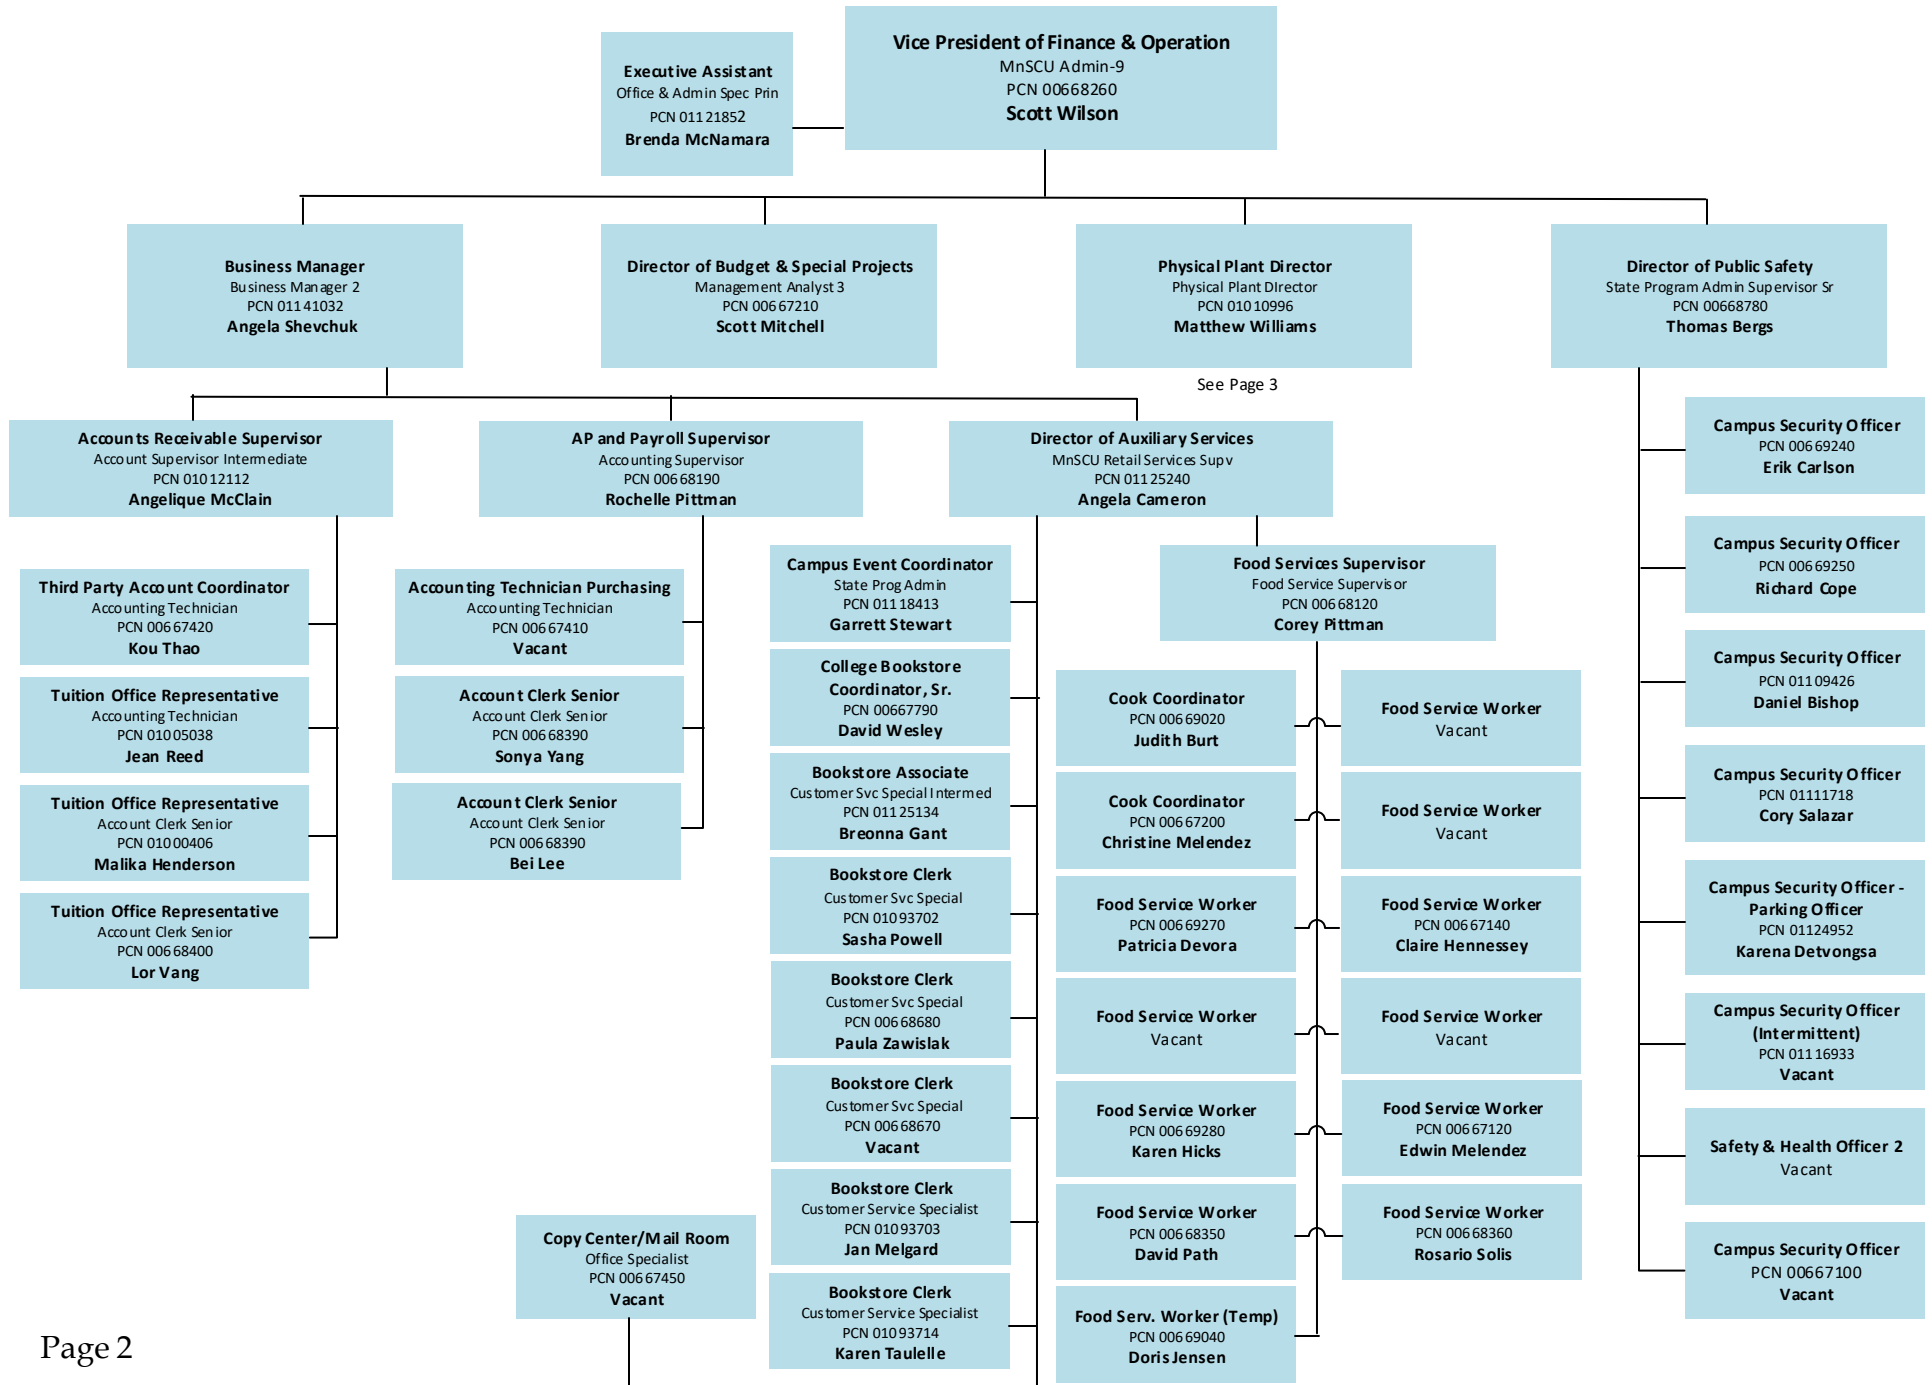 Vice President of Finance & Operation
MnSCU Admin-9
PCN 00668260
Scott Wilson
Executive Assistant
Office & Admin Spec Prin
PCN 01121852
Brenda McNamara
Business Manager
Business Manager 2
PCN 01141032
Angela Shevchuk
Director of Budget & Special Projects
Management Analyst 3
PCN 00667210
Scott Mitchell
Physical Plant Director
Physical Plant DIrector
PCN 01010996
Matthew Williams
See Page 3
Director of Public Safety
State Program Admin Supervisor Sr
PCN 00668780
Thomas Bergs
Accounts Receivable Supervisor
Account Supervisor Intermediate
PCN 01012112
Angelique McClain
AP and Payroll Supervisor
Accounting Supervisor
PCN 00668190
Rochelle Pittman
Director of Auxiliary Services
MnSCU Retail Services Supv
PCN 01125240
Angela Cameron
Third Party Account Coordinator
Accounting Technician
PCN 00667420
Kou Thao
Tuition Office Representative
Accounting Technician
PCN 01005038
Jean Reed
Tuition Office Representative
Account Clerk Senior
PCN 01000406
Malika Henderson
Tuition Office Representative
Account Clerk Senior
PCN 00668400
Lor Vang
Accounting Technician Purchasing
Accounting Technician
PCN 00667410
Vacant
Account Clerk Senior
Account Clerk Senior
PCN 00668390
Sonya Yang
Account Clerk Senior
Account Clerk Senior
PCN 00668390
Bei Lee
Campus Event Coordinator
State Prog Admin
PCN 01118413
Garrett Stewart
College Bookstore
Coordinator, Sr.
PCN 00667790
David Wesley
Bookstore Associate
Customer Svc Special Intermed
PCN 01125134
Breonna Gant
Bookstore Clerk
Customer Svc Special
PCN 01093702
Sasha Powell
Bookstore Clerk
Customer Svc Special
PCN 00668680
Paula Zawislak
Bookstore Clerk
Customer Svc Special
PCN 00668670
Vacant
Bookstore Clerk
Customer Service Specialist
PCN 01093703
Jan Melgard
Bookstore Clerk
Customer Service Specialist
PCN 01093714
Karen Taulelle
Copy Center/Mail Room
Office Specialist
PCN 00667450
Vacant
Food Services Supervisor
Food Service Supervisor
PCN 00668120
Corey Pittman
Cook Coordinator
PCN 00669020
Judith Burt
Food Service Worker
Vacant
Cook Coordinator
PCN 00667200
Christine Melendez
Food Service Worker
Vacant
Food Service Worker
PCN 00669270
Patricia Devora
Food Service Worker
PCN 00667140
Claire Hennessey
Food Service Worker
Vacant
Food Service Worker
Vacant
Food Service Worker
PCN 00669280
Karen Hicks
Food Service Worker
PCN 00667120
Edwin Melendez
Food Service Worker
PCN 00668350
David Path
Food Service Worker
PCN 00668360
Rosario Solis
Food Serv. Worker (Temp)
PCN 00669040
Doris Jensen
Campus Security Officer
PCN 00669240
Erik Carlson
Campus Security Officer
PCN 00669250
Richard Cope
Campus Security Officer
PCN 01109426
Daniel Bishop
Campus Security Officer
PCN 01111718
Cory Salazar
Campus Security Officer -
Parking Officer
PCN 01124952
Karena Detvongsa
Campus Security Officer
(Intermittent)
PCN 01116933
Vacant
Safety & Health Officer 2
Vacant
Campus Security Officer
PCN 00667100
Vacant
Page 2